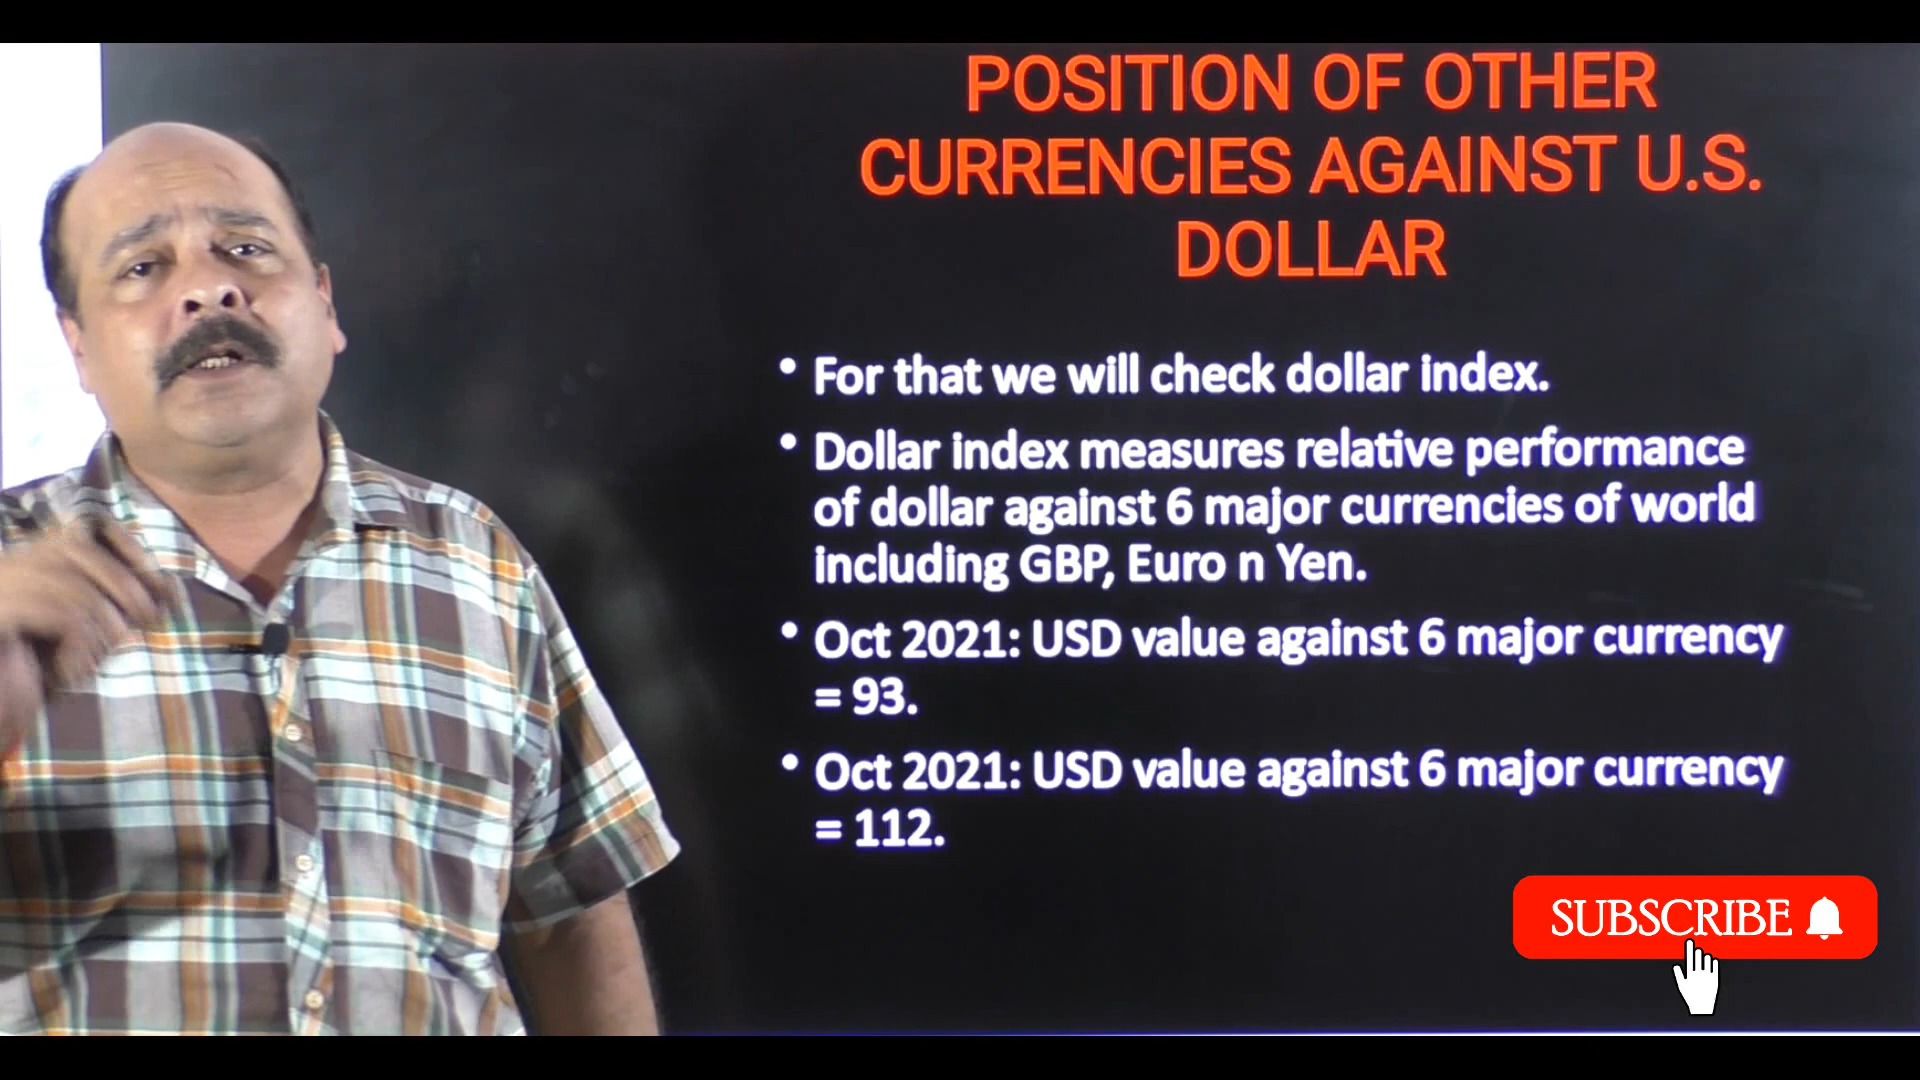 POSITION OF OTHER
CURRENCIES AGAINST U.S.
DOLLAR
• For that we will check dollar index.
• Dollar index measures relative performance
of dollar against 6 major currencies of world
including GBP, Euro n Yen.
• Oct 2021: USD value against 6 major currency
= 93.
• Oct 2021: USD value against 6 major currency
= 112.
SUBSCRIBE